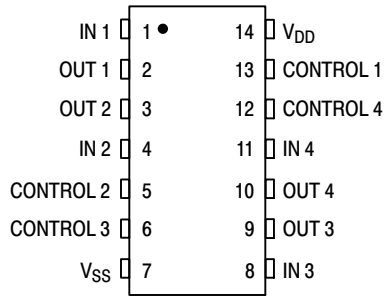 IN 1 1 14 VDD
OUT 1 2 13 CONTROL 1
OUT 2 3 12 CONTROL 4
IN 2 4 11 IN 4
CONTROL 2 5 10 OUT 4
CONTROL 3 6 9 OUT 3
VSS 7 8 IN 3